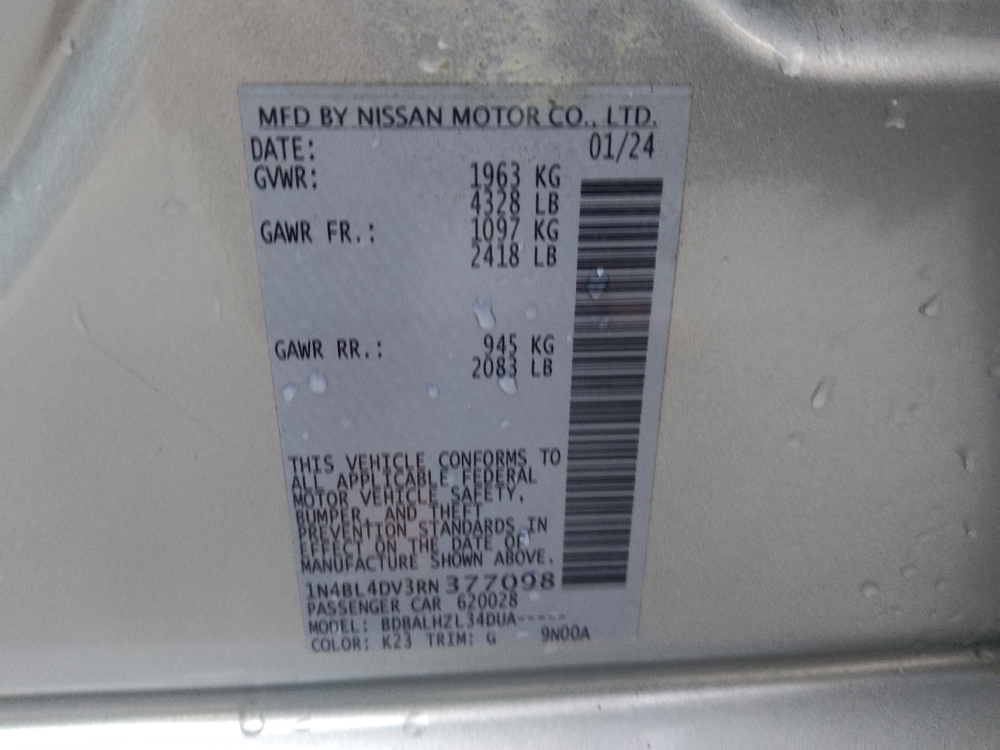 MFD BY NISSAN MOTOR CO., LTD.
DATE: 01/24
GVWR: 1963 KG
4328 LB
GAWR FR.: 1097 KG
2418 LB
GAWR RR.: 945 KG
2083 LB
THIS VEHICLE CONFORMS TO
ALL APPLICABLE FEDERAL
MOTOR VEHICLE SAFETY,
BUMPER, AND THEFT
PREVENTION STANDARDS IN
EFFECT ON THE DATE OF
MANUFACTURE SHOWN ABOVE.
1N4BL4DV3RN377098
PASSENGER CAR 620028
MODEL: BDBALHZL34DUA-----
COLOR: K23 TRIM: G 9N00A